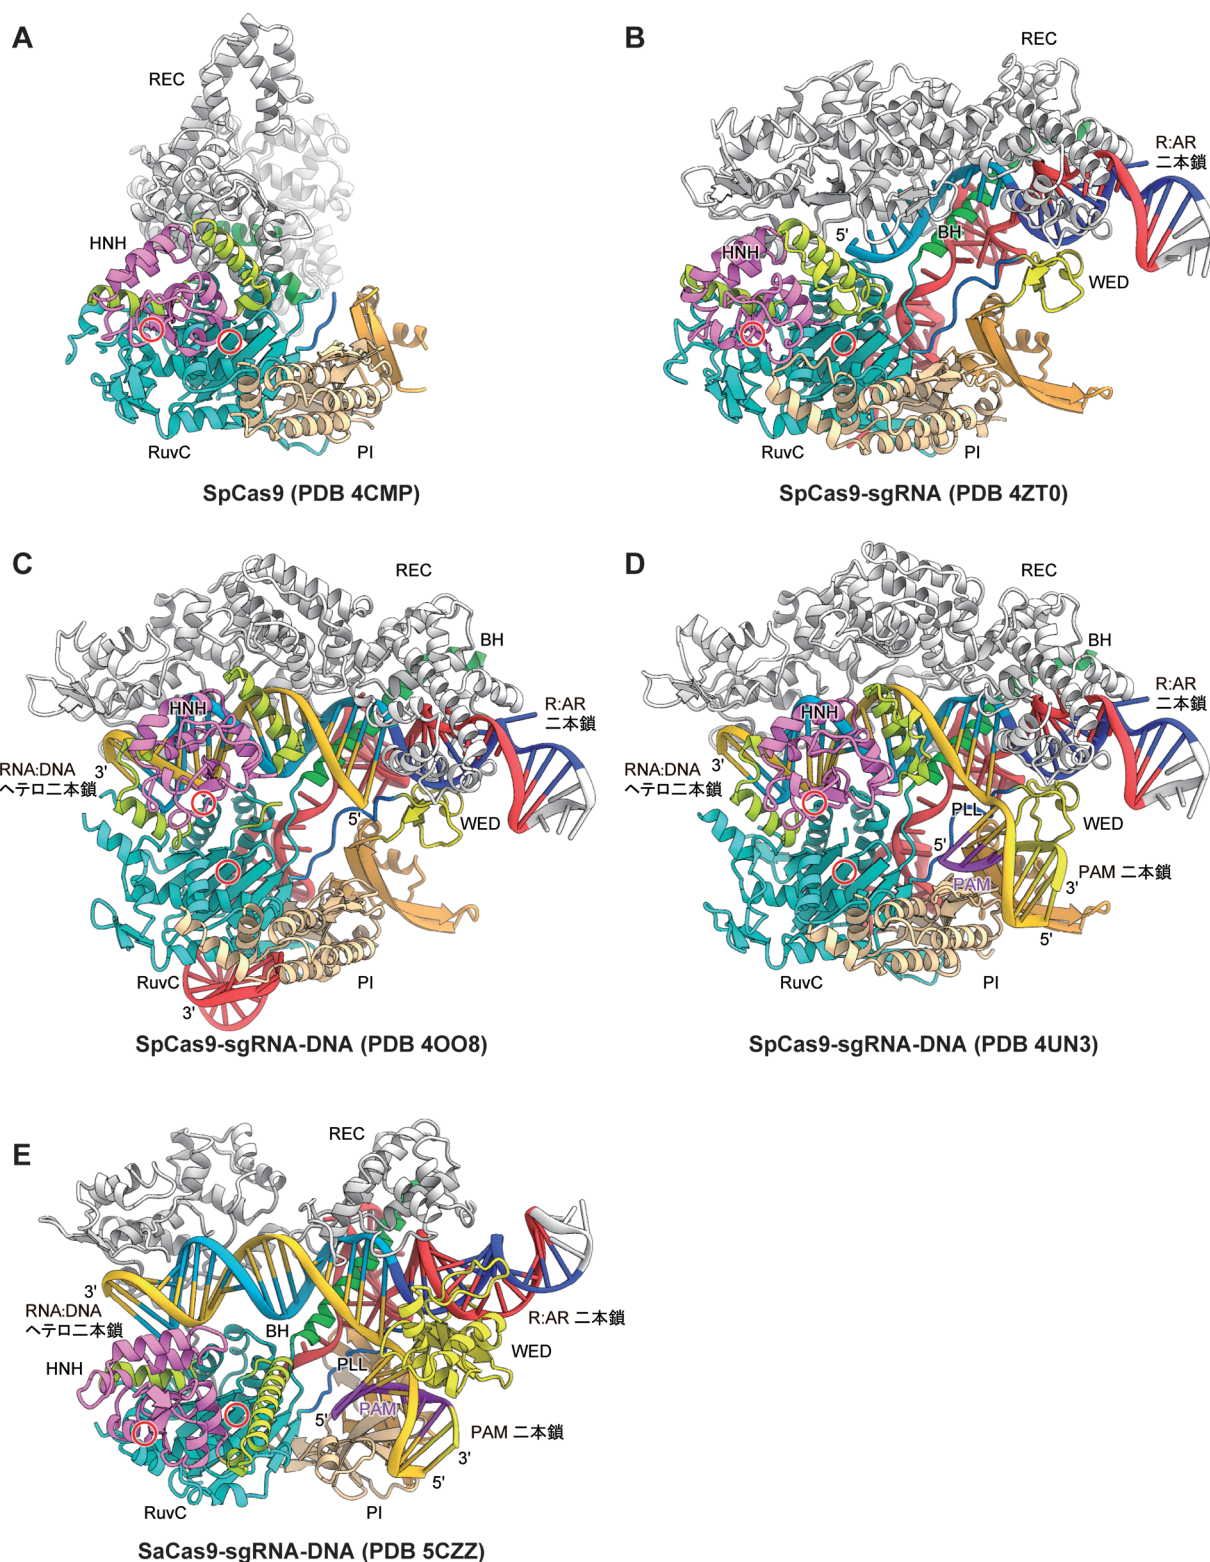 A
REC
HNH
RuvC
PI
SpCas9 (PDB 4CMP)
B
REC
R:AR
二本鎖
5'
BH
HNH
WED
RuvC
PI
SpCas9-sgRNA (PDB 4ZT0)
C
REC
BH
HNH
R:AR
二本鎖
3'
RNA:DNA
ヘテロ二本鎖
5'
WED
RuvC
PI
3'
SpCas9-sgRNA-DNA (PDB 4OO8)
D
REC
BH
HNH
R:AR
二本鎖
3'
RNA:DNA
ヘテロ二本鎖
PLL
WED
5'
PAM
PAM 二本鎖
3'
5'
RuvC
PI
SpCas9-sgRNA-DNA (PDB 4UN3)
E
REC
3'
RNA:DNA
ヘテロ二本鎖
BH
R:AR 二本鎖
HNH
PLL
WED
PAM
5'
PAM 二本鎖
3'
5'
RuvC
PI
SaCas9-sgRNA-DNA (PDB 5CZZ)